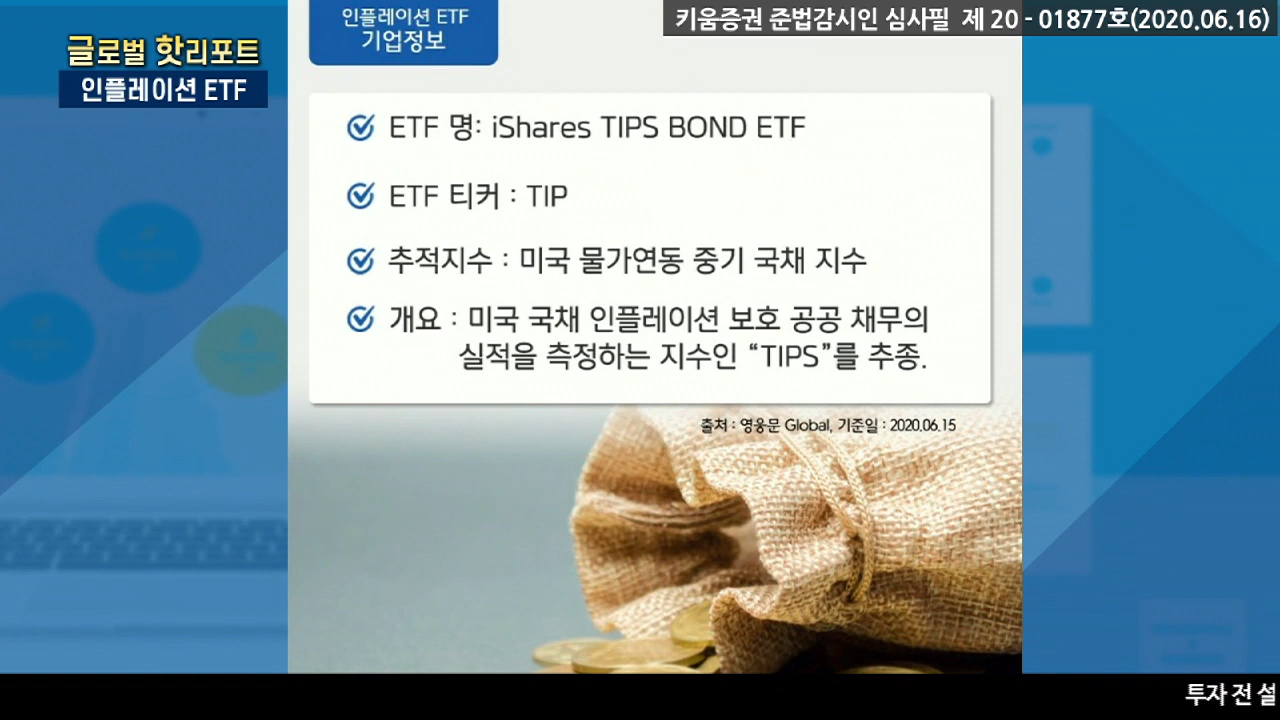 키움증권 준법감시인 심사필 제 20 - 01877호(2020.06.16)
글로벌 핫리포트
인플레이션 ETF
인플레이션 ETF
기업정보
ETF 명: iShares TIPS BOND ETF
ETF 티커 : TIP
추적지수 : 미국 물가연동 중기 국채 지수
개요 : 미국 국채 인플레이션 보호 공공 채무의
실적을 측정하는 지수인 “TIPS”를 추종.
출처 : 영웅문 Global, 기준일 : 2020.06.15
투자 전 설